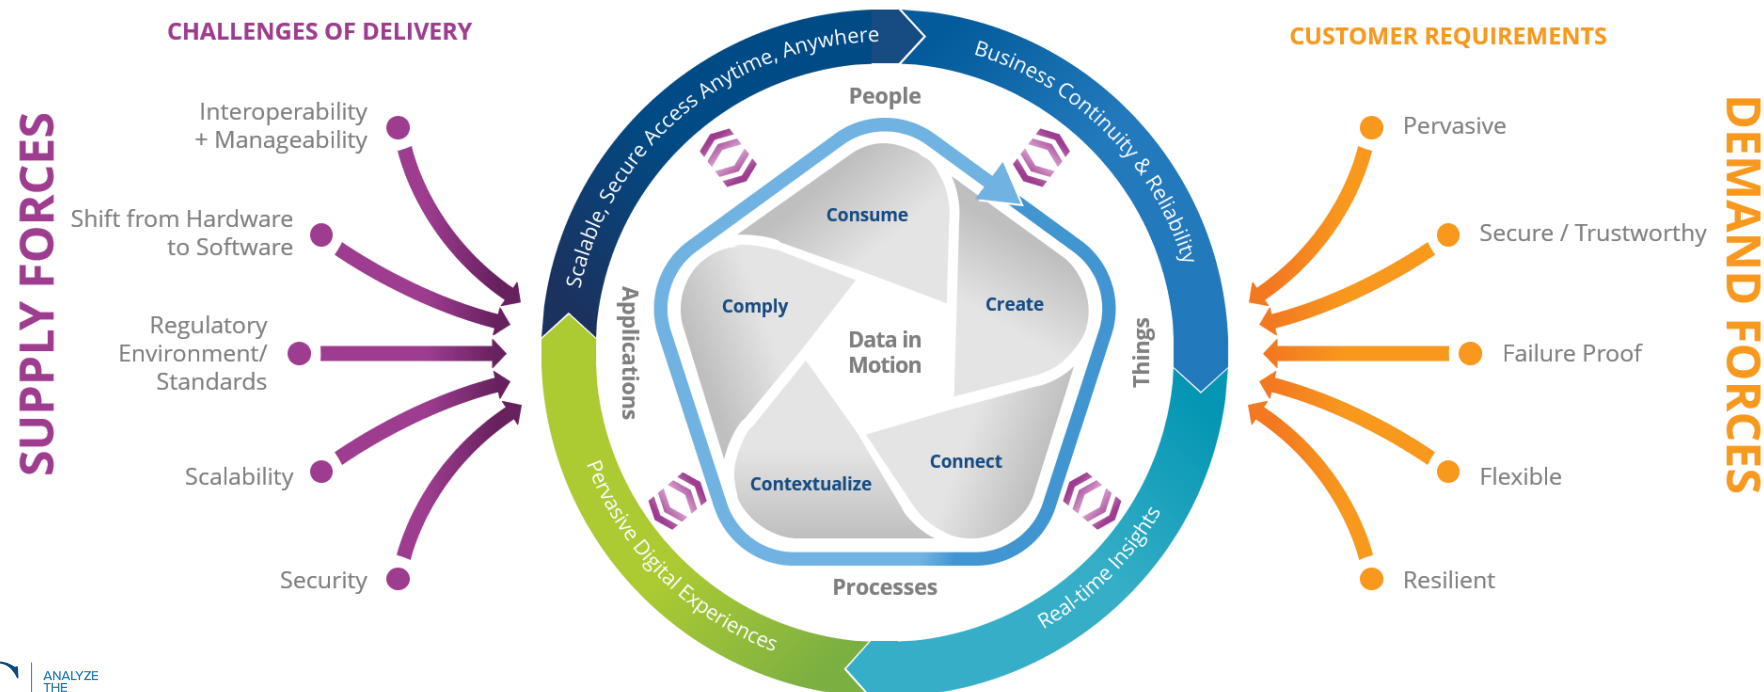 CHALLENGES OF DELIVERY
SUPPLY FORCES
Interoperability
+ Manageability
Shift from Hardware
to Software
Regulatory
Environment/
Standards
Scalability
Security
Scalable, Secure Access Anytime, Anywhere
Business Continuity & Reliability
Real-time Insights
Pervasive Digital Experiences
People
Things
Processes
Applications
Consume
Create
Connect
Contextualize
Comply
Data in
Motion
CUSTOMER REQUIREMENTS
DEMAND FORCES
Pervasive
Secure / Trustworthy
Failure Proof
Flexible
Resilient
ANALYZE
THE